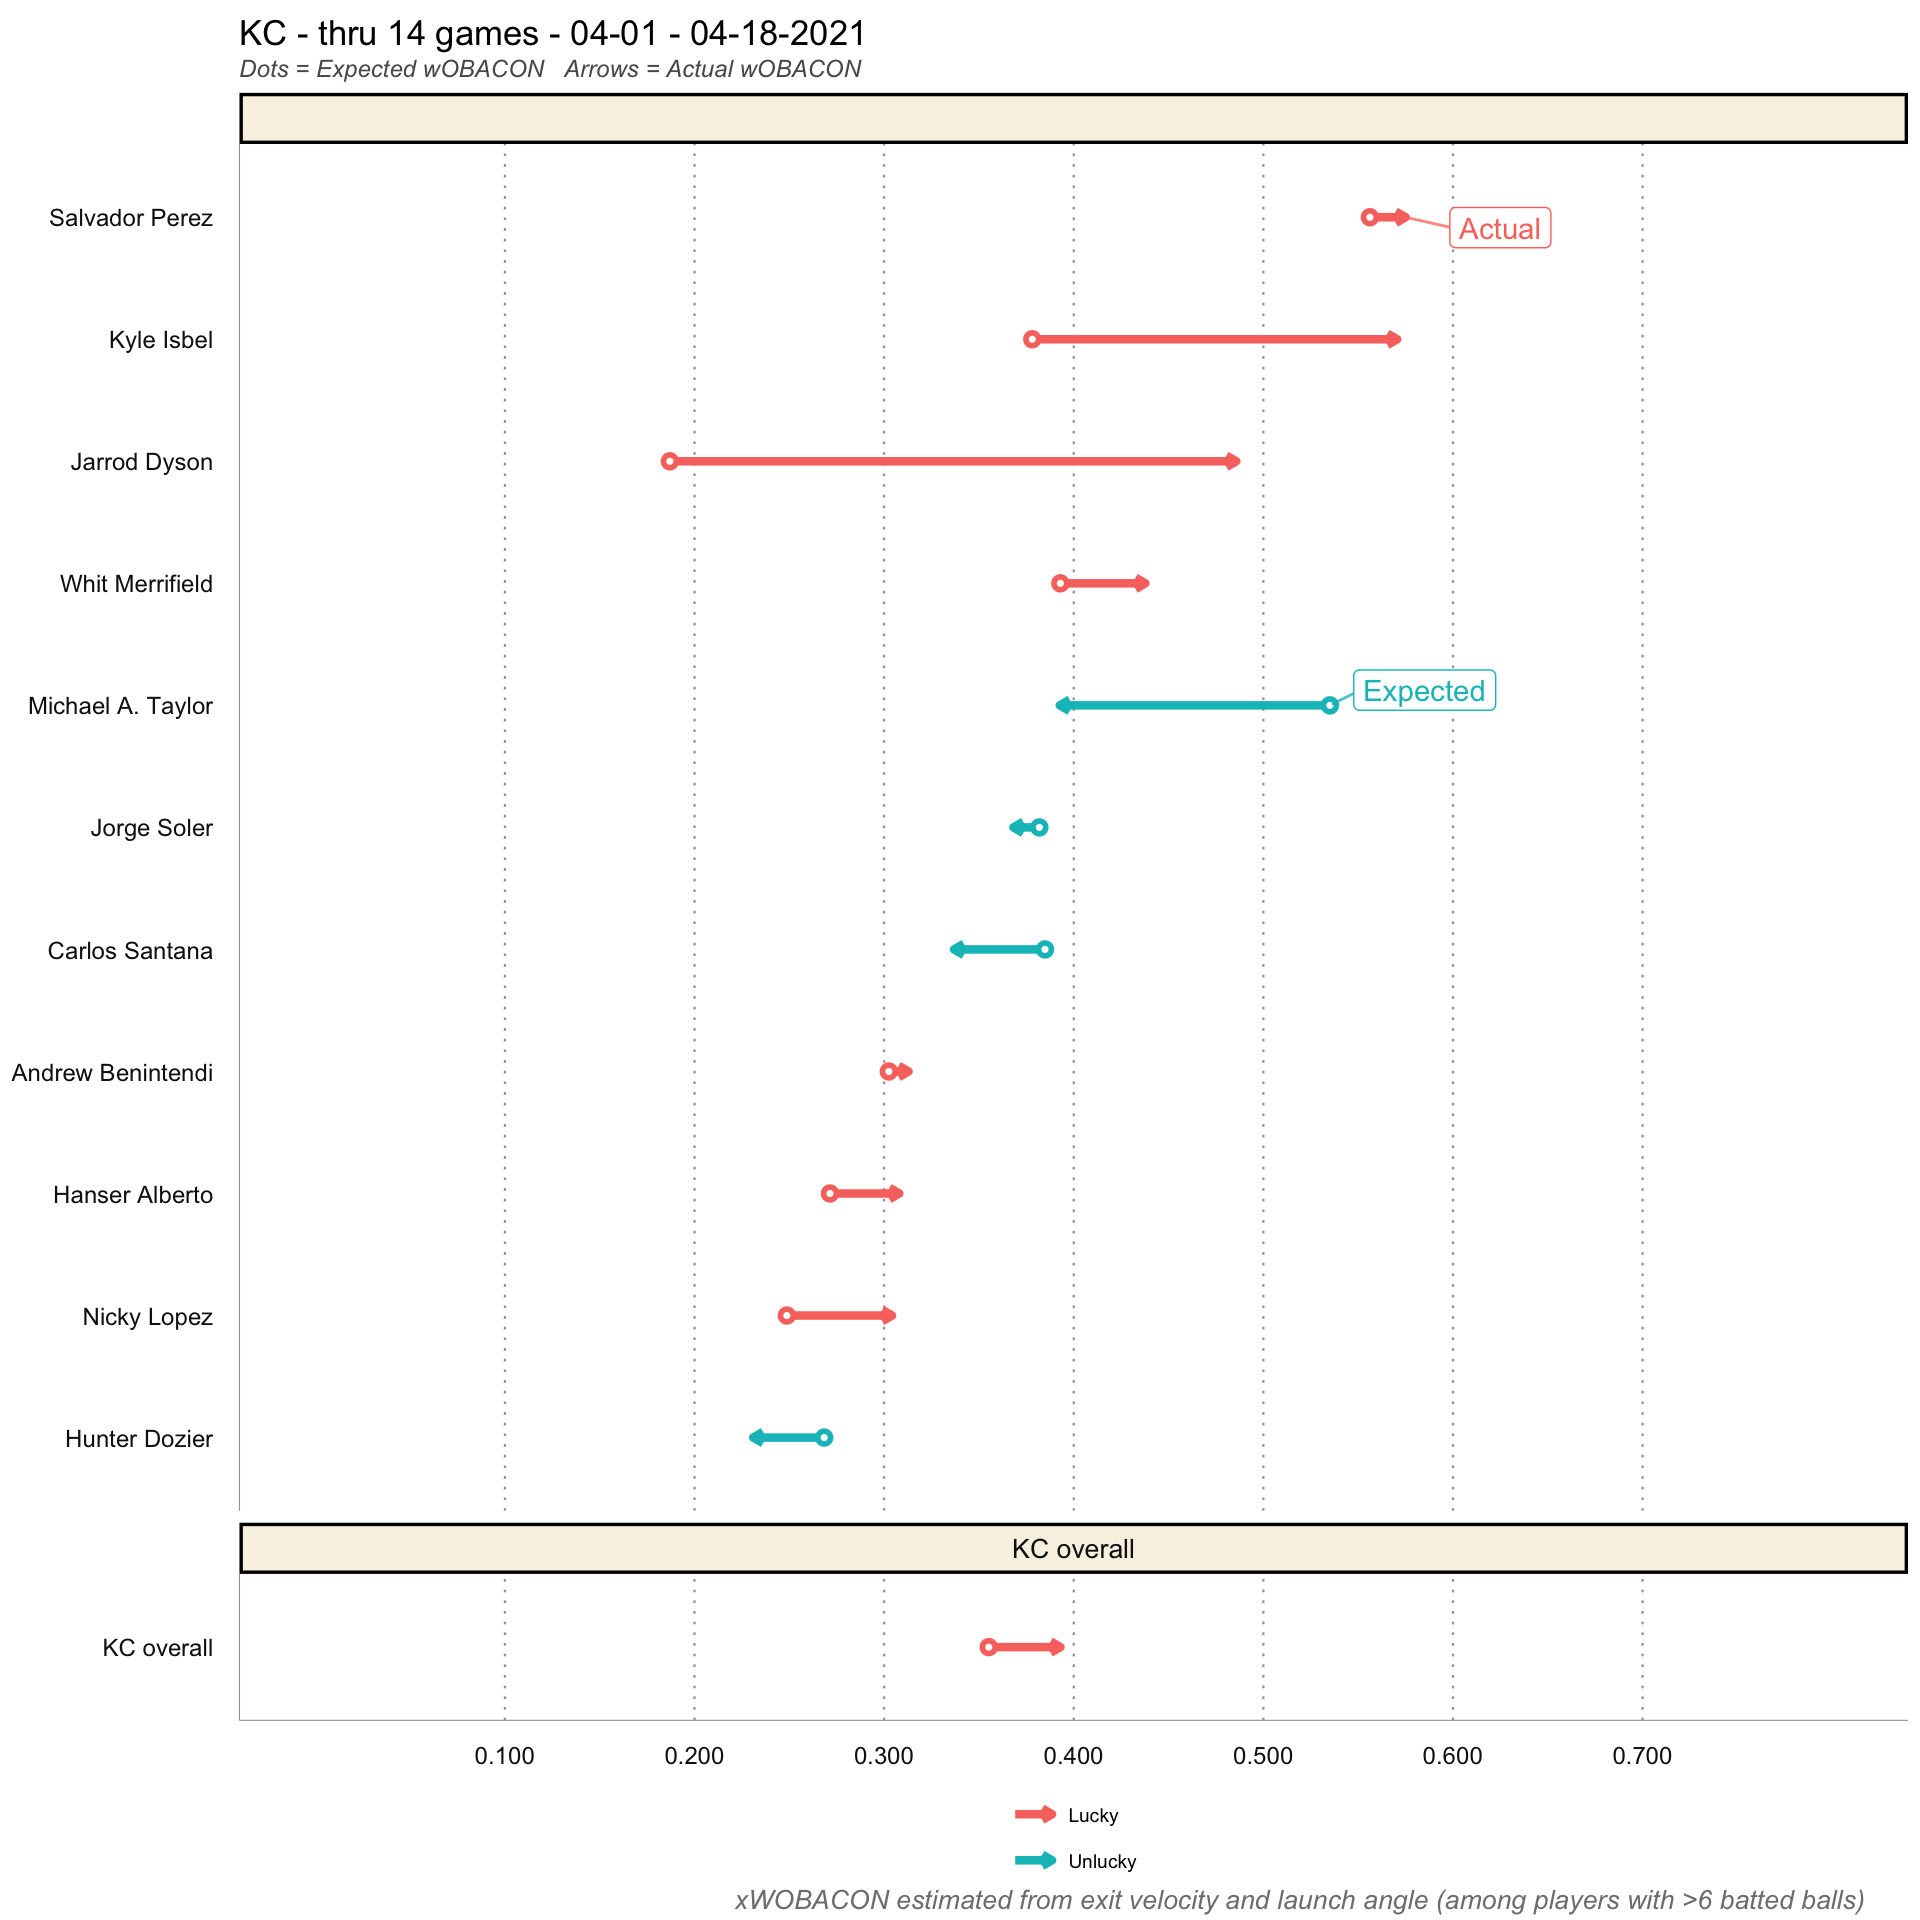 KC - thru 14 games - 04-01 - 04-18-2021
Dots = Expected wOBACON   Arrows = Actual wOBACON
Salvador Perez
Actual
Kyle Isbel
Jarrod Dyson
Whit Merrifield
Michael A. Taylor
Expected
Jorge Soler
Carlos Santana
Andrew Benintendi
Hanser Alberto
Nicky Lopez
Hunter Dozier
KC overall
KC overall
0.100 0.200 0.300 0.400 0.500 0.600 0.700
Lucky
Unlucky
xWOBACON estimated from exit velocity and launch angle (among players with >6 batted balls)